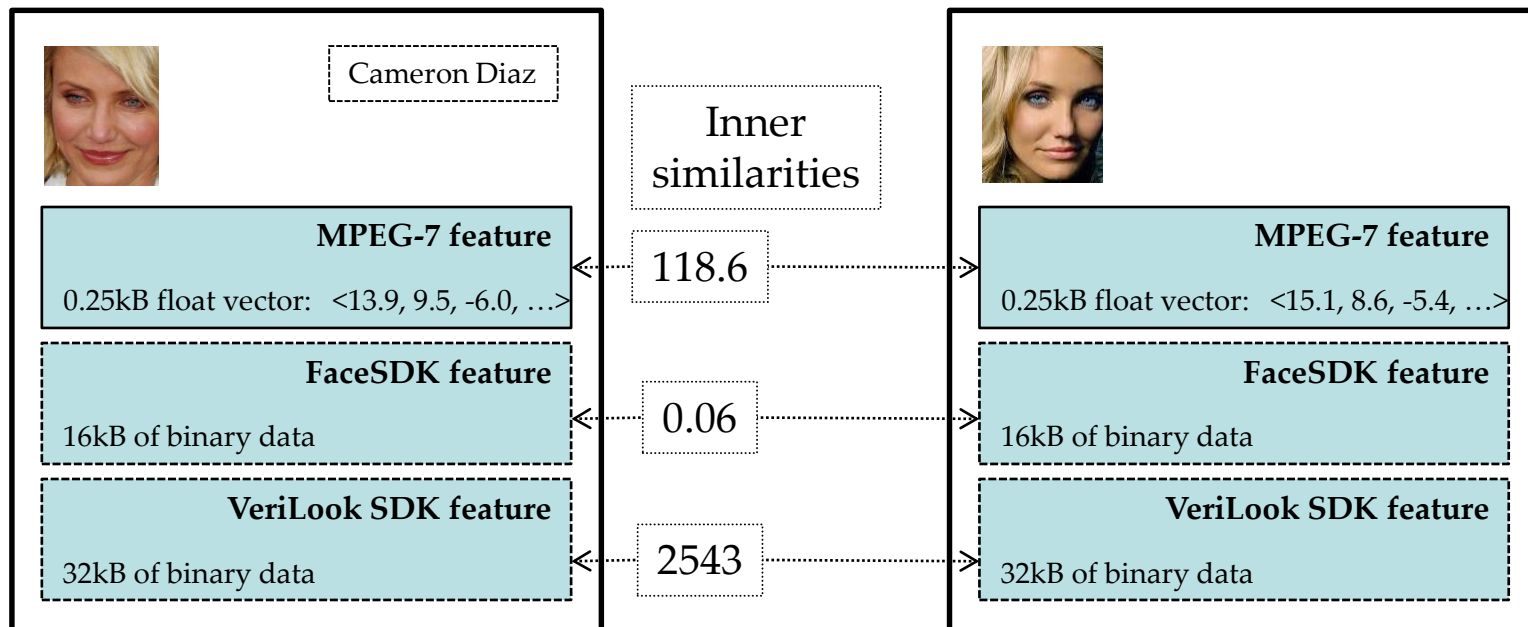 Cameron Diaz
Inner
similarities
MPEG-7 feature
0.25kB float vector: <13.9, 9.5, -6.0, …>
118.6
MPEG-7 feature
0.25kB float vector: <15.1, 8.6, -5.4, …>
FaceSDK feature
16kB of binary data
0.06
FaceSDK feature
16kB of binary data
VeriLook SDK feature
32kB of binary data
2543
VeriLook SDK feature
32kB of binary data